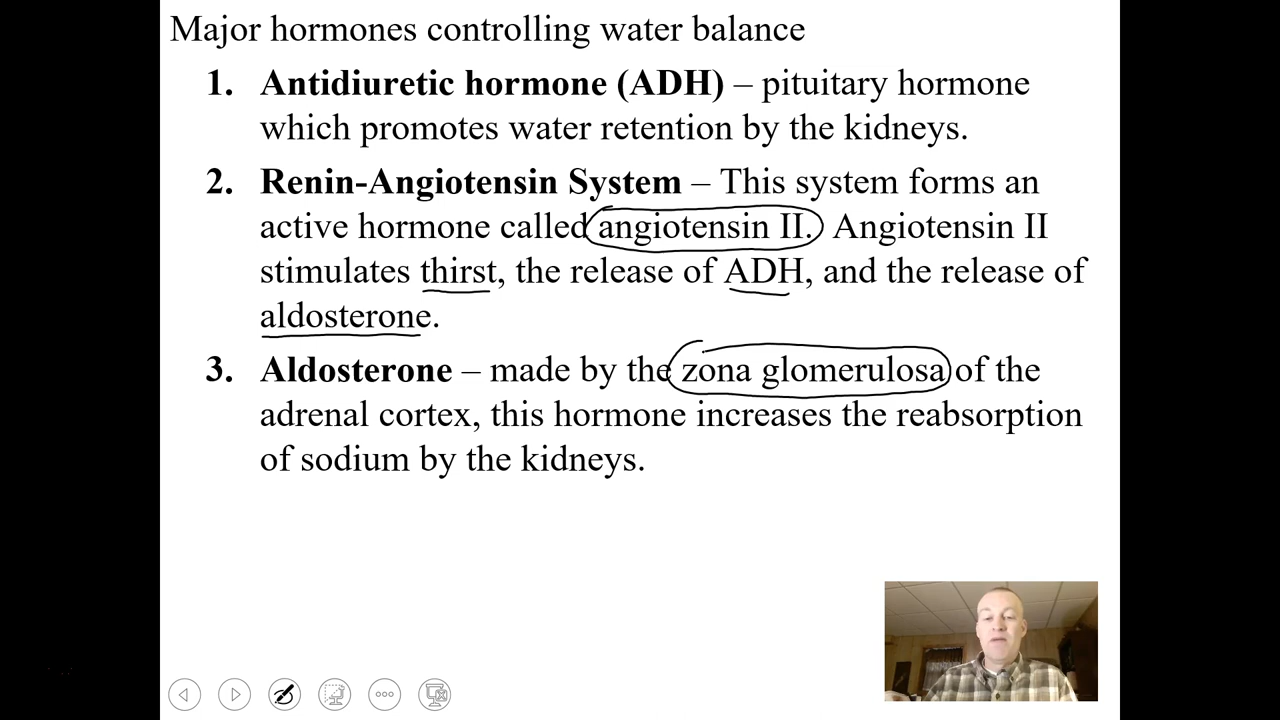 Major hormones controlling water balance
1. Antidiuretic hormone (ADH) – pituitary hormone
which promotes water retention by the kidneys.
2. Renin-Angiotensin System – This system forms an
active hormone called angiotensin II. Angiotensin II
stimulates thirst, the release of ADH, and the release of
aldosterone.
3. Aldosterone – made by the zona glomerulosa of the
adrenal cortex, this hormone increases the reabsorption
of sodium by the kidneys.